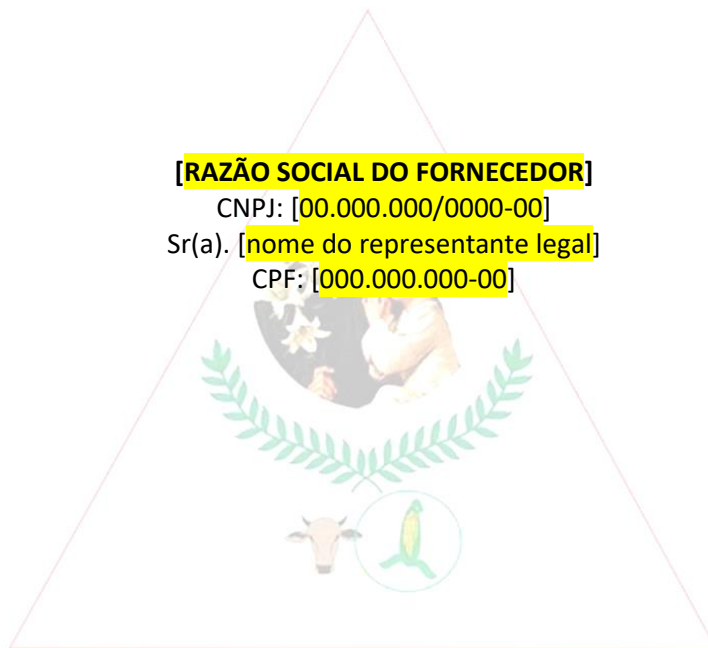 [RAZÃO SOCIAL DO FORNECEDOR]
CNPJ: [00.000.000/0000-00]
Sr(a). [nome do representante legal]
CPF: [000.000.000-00]